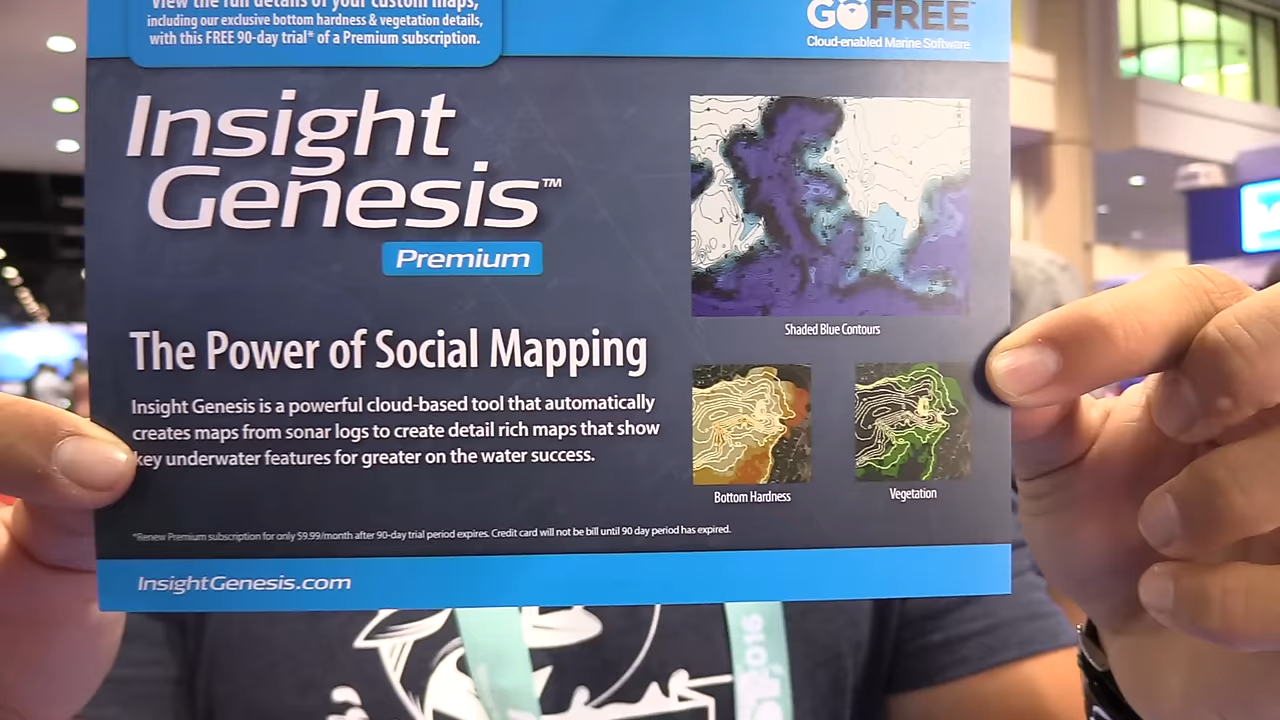 View the full details of your custom maps,
including our exclusive bottom hardness & vegetation details,
with this FREE 90-day trial* of a Premium subscription.
GOFREE™
Cloud-enabled Marine Software
Insight
Genesis™
Premium
Shaded Blue Contours
The Power of Social Mapping
Insight Genesis is a powerful cloud-based tool that automatically
creates maps from sonar logs to create detail rich maps that show
key underwater features for greater on the water success.
Bottom Hardness
Vegetation
*Renew Premium subscription for only $9.99/month after 90-day trial period expires. Credit card will not be bill until 90 day period has expired.
InsightGenesis.com
2016